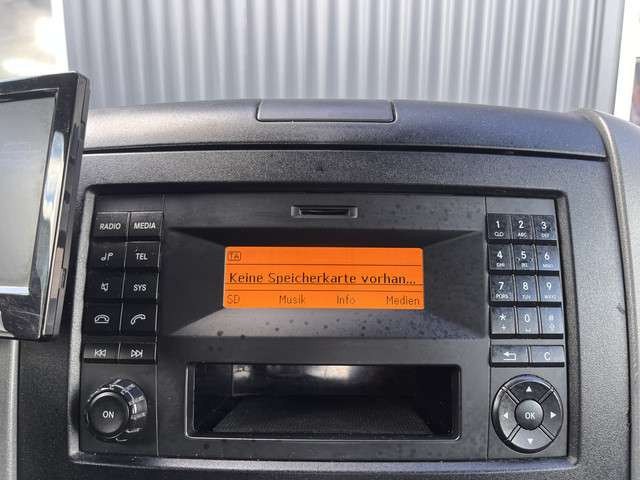 RADIO MEDIA
TEL
SYS
ON
TA
Keine Speicherkarte vorhan...
SD Musik Info Medien
1 2 ABC 3 DEF
4 GHI 5 JKL 6 MNO
7 PQRS 8 TUV 9 WXYZ
* 0 #
C
OK